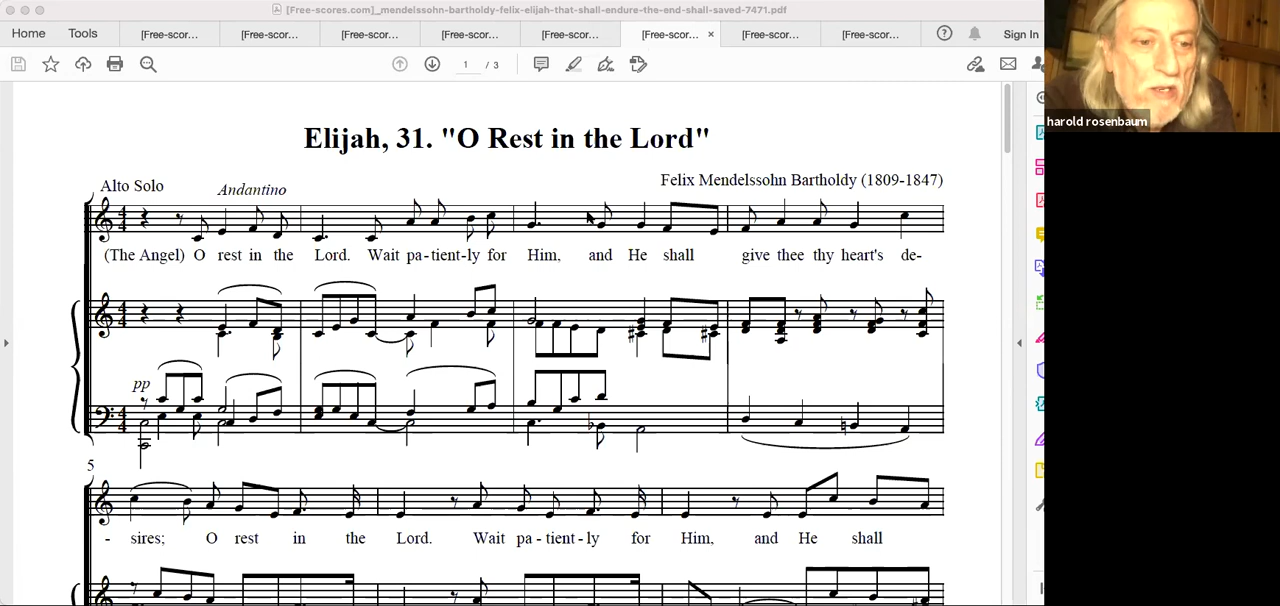 [Free-scores.com]_mendelssohn-bartholdy-felix-elijah-that-shall-endure-the-end-shall-saved-7471.pdf
Home Tools [Free-scor... [Free-scor... [Free-scor... [Free-scor... [Free-scor... [Free-scor... × [Free-scor... [Free-scor... ? Sign In
1 / 3
harold rosenbaum
Elijah, 31. "O Rest in the Lord"
Alto Solo Andantino Felix Mendelssohn Bartholdy (1809-1847)
(The Angel) O rest in the Lord. Wait pa-tient-ly for Him, and He shall give thee thy heart's de-
pp
5
- sires; O rest in the Lord. Wait pa-tient-ly for Him, and He shall